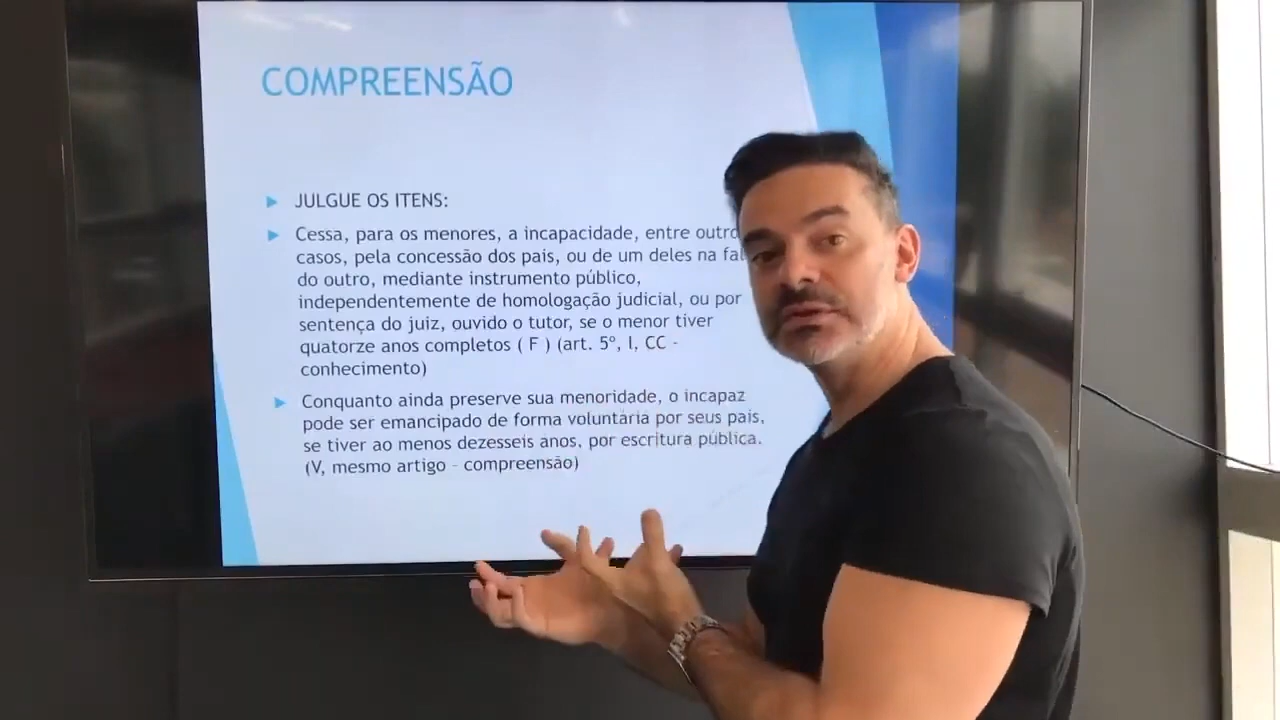 COMPREENSÃO
JULGUE OS ITENS:
Cessa, para os menores, a incapacidade, entre outro
casos, pela concessão dos pais, ou de um deles na
do outro, mediante instrumento público,
independentemente de homologação judicial, ou por
sentença do juiz, ouvido o tutor, se o menor tiver
quatorze anos completos ( F ) (art. 5º, I, CC -
conhecimento)
Conquanto ainda preserve sua menoridade, o incapaz
pode ser emancipado de forma voluntária por seus pais,
se tiver ao menos dezesseis anos, por escritura pública.
(V, mesmo artigo - compreensão)